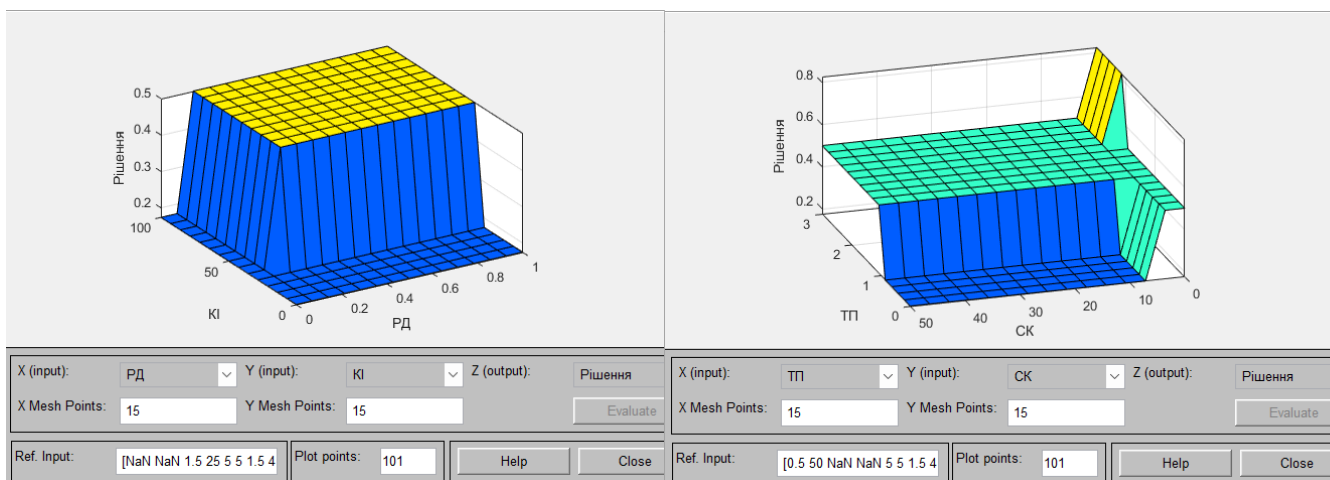 0.5
0.4
0.3
0.2
Рішення
100
50
0
КІ
0
0.2
0.4
0.6
0.8
1
РД
X (input):
РД
Y (input):
КІ
Z (output):
Рішення
X Mesh Points:
15
Y Mesh Points:
15
Evaluate
Ref. Input:
[NaN NaN 1.5 25 5 5 1.5 4
Plot points:
101
Help
Close
0.8
0.6
0.4
0.2
Рішення
3
2
1
0
ТП
50
40
30
20
10
0
СК
X (input):
ТП
Y (input):
СК
Z (output):
Рішення
X Mesh Points:
15
Y Mesh Points:
15
Evaluate
Ref. Input:
[0.5 50 NaN NaN 5 5 1.5 4
Plot points:
101
Help
Close